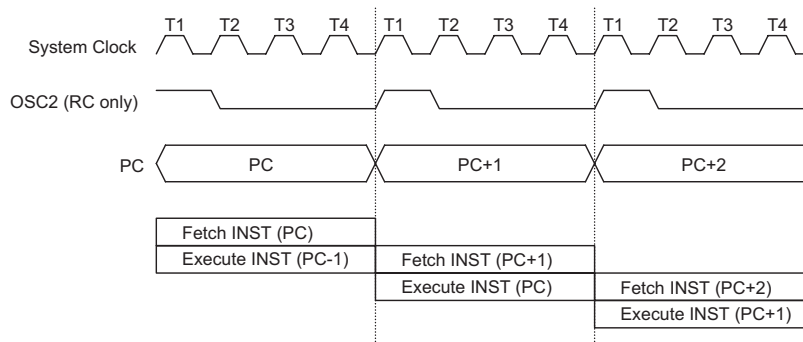 T1 T2 T3 T4 T1 T2 T3 T4 T1 T2 T3 T4
System Clock
OSC2 (RC only)
PC PC PC+1 PC+2
Fetch INST (PC)
Execute INST (PC-1) Fetch INST (PC+1)
Execute INST (PC) Fetch INST (PC+2)
Execute INST (PC+1)